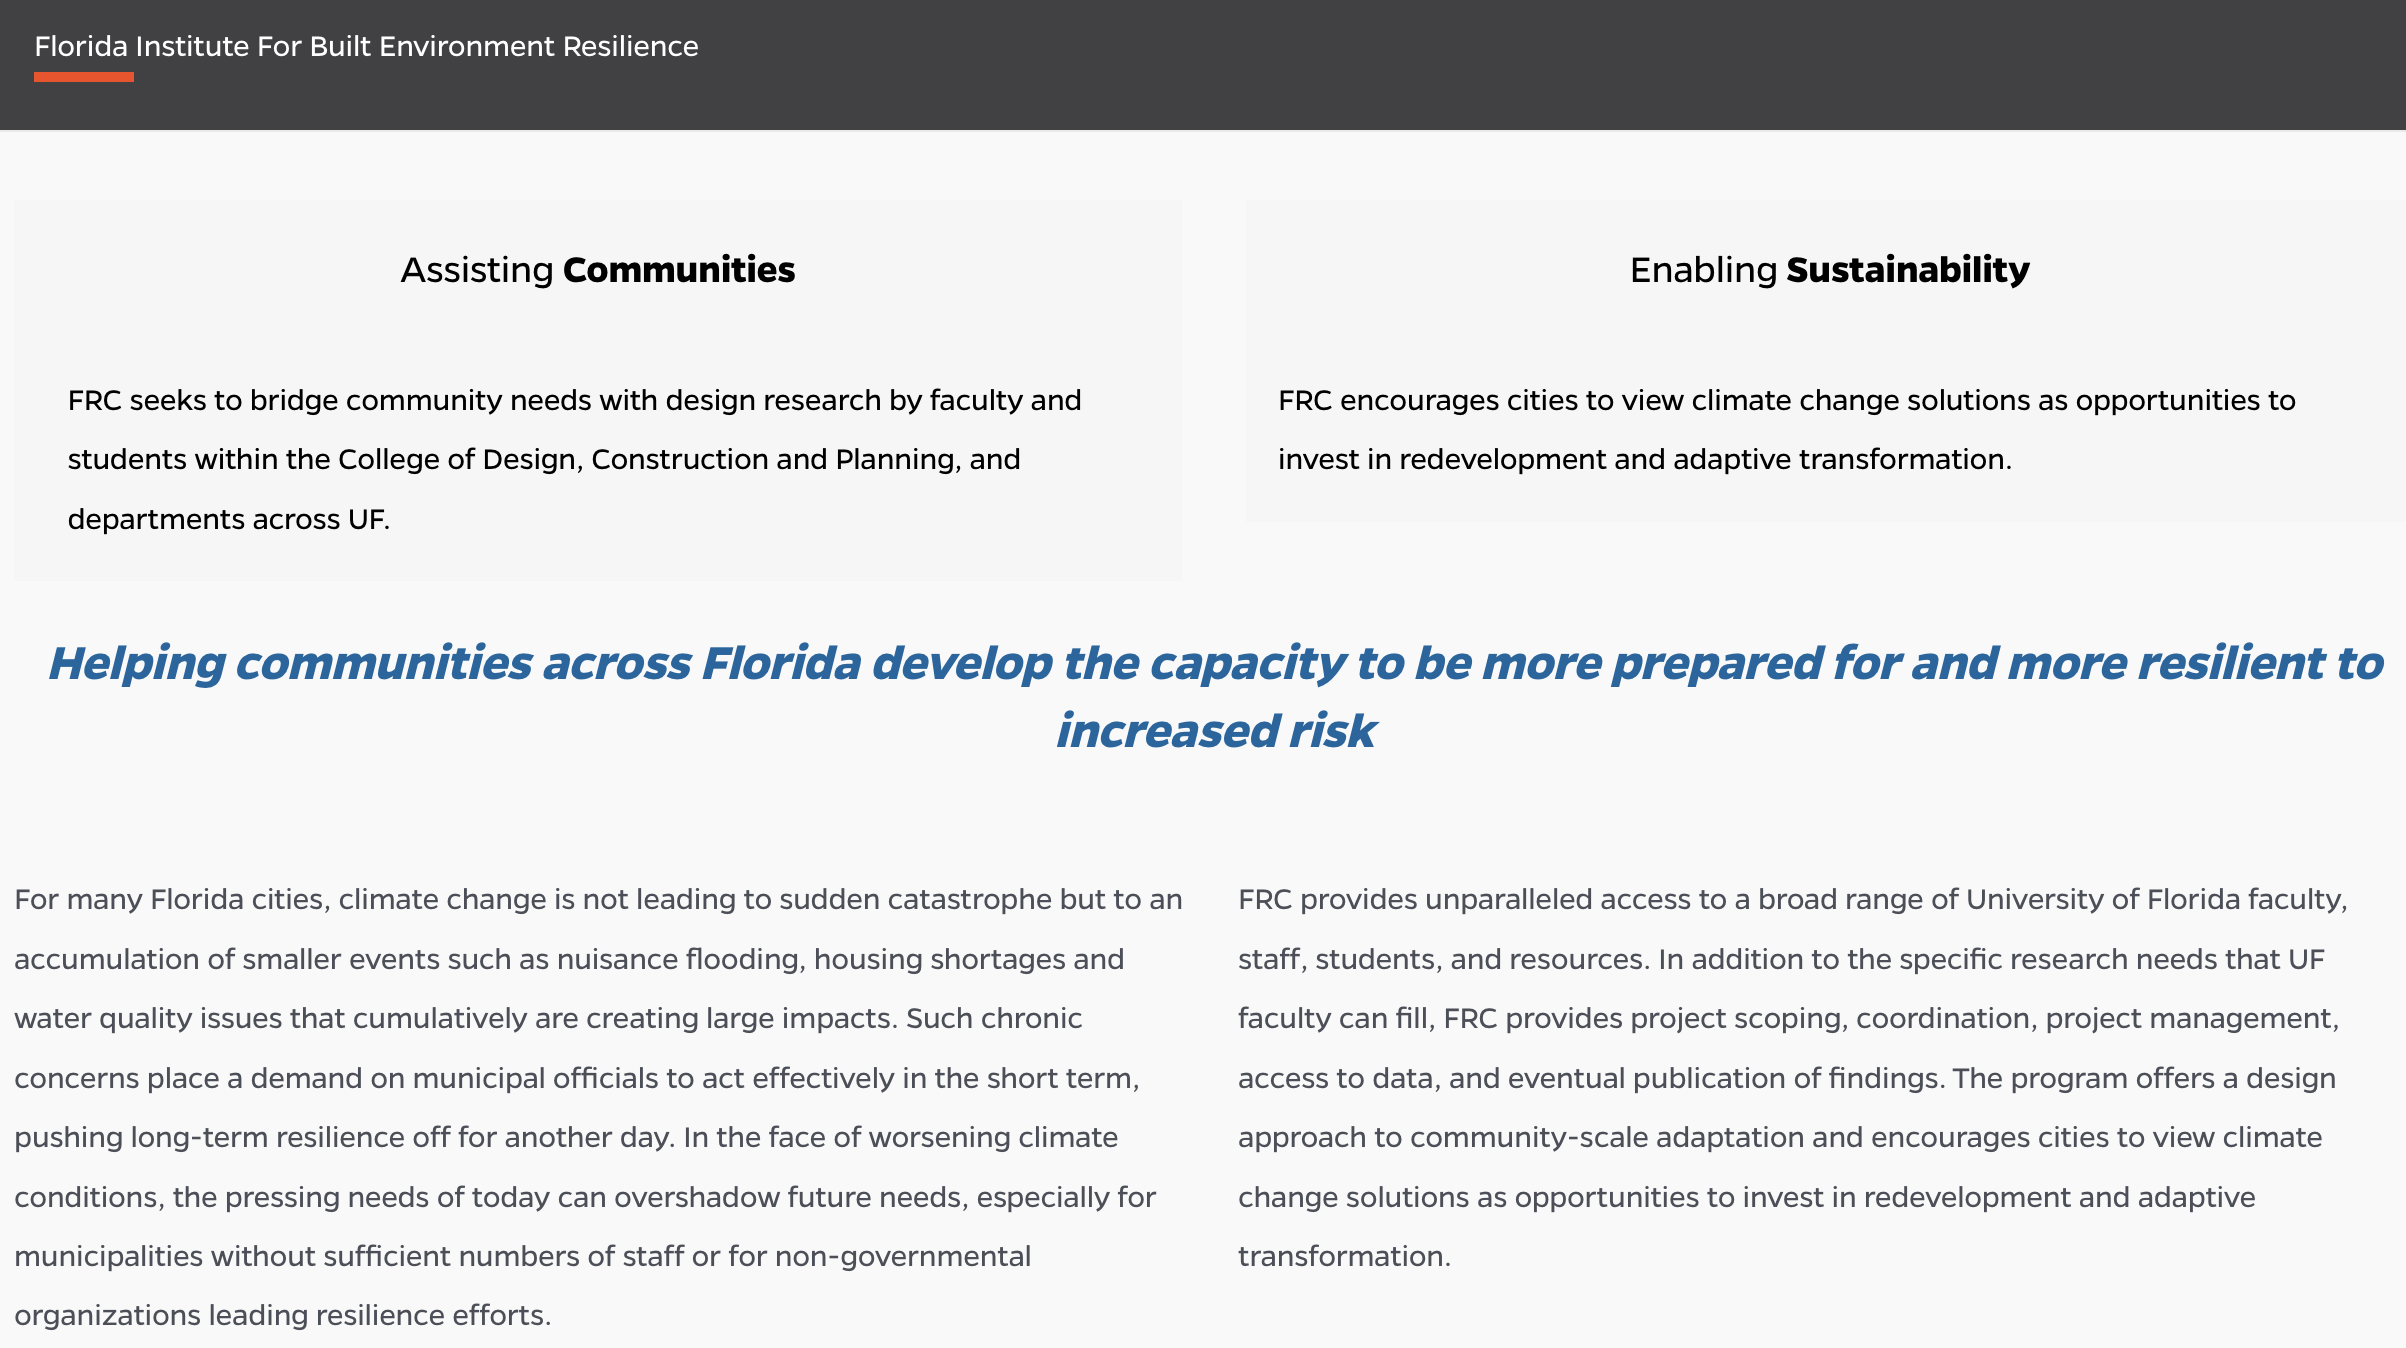 Florida Institute For Built Environment Resilience
Assisting Communities
FRC seeks to bridge community needs with design research by faculty and
students within the College of Design, Construction and Planning, and
departments across UF.
Enabling Sustainability
FRC encourages cities to view climate change solutions as opportunities to
invest in redevelopment and adaptive transformation.
Helping communities across Florida develop the capacity to be more prepared for and more resilient to
increased risk
For many Florida cities, climate change is not leading to sudden catastrophe but to an
accumulation of smaller events such as nuisance flooding, housing shortages and
water quality issues that cumulatively are creating large impacts. Such chronic
concerns place a demand on municipal officials to act effectively in the short term,
pushing long-term resilience off for another day. In the face of worsening climate
conditions, the pressing needs of today can overshadow future needs, especially for
municipalities without sufficient numbers of staff or for non-governmental
organizations leading resilience efforts.
FRC provides unparalleled access to a broad range of University of Florida faculty,
staff, students, and resources. In addition to the specific research needs that UF
faculty can fill, FRC provides project scoping, coordination, project management,
access to data, and eventual publication of findings. The program offers a design
approach to community-scale adaptation and encourages cities to view climate
change solutions as opportunities to invest in redevelopment and adaptive
transformation.